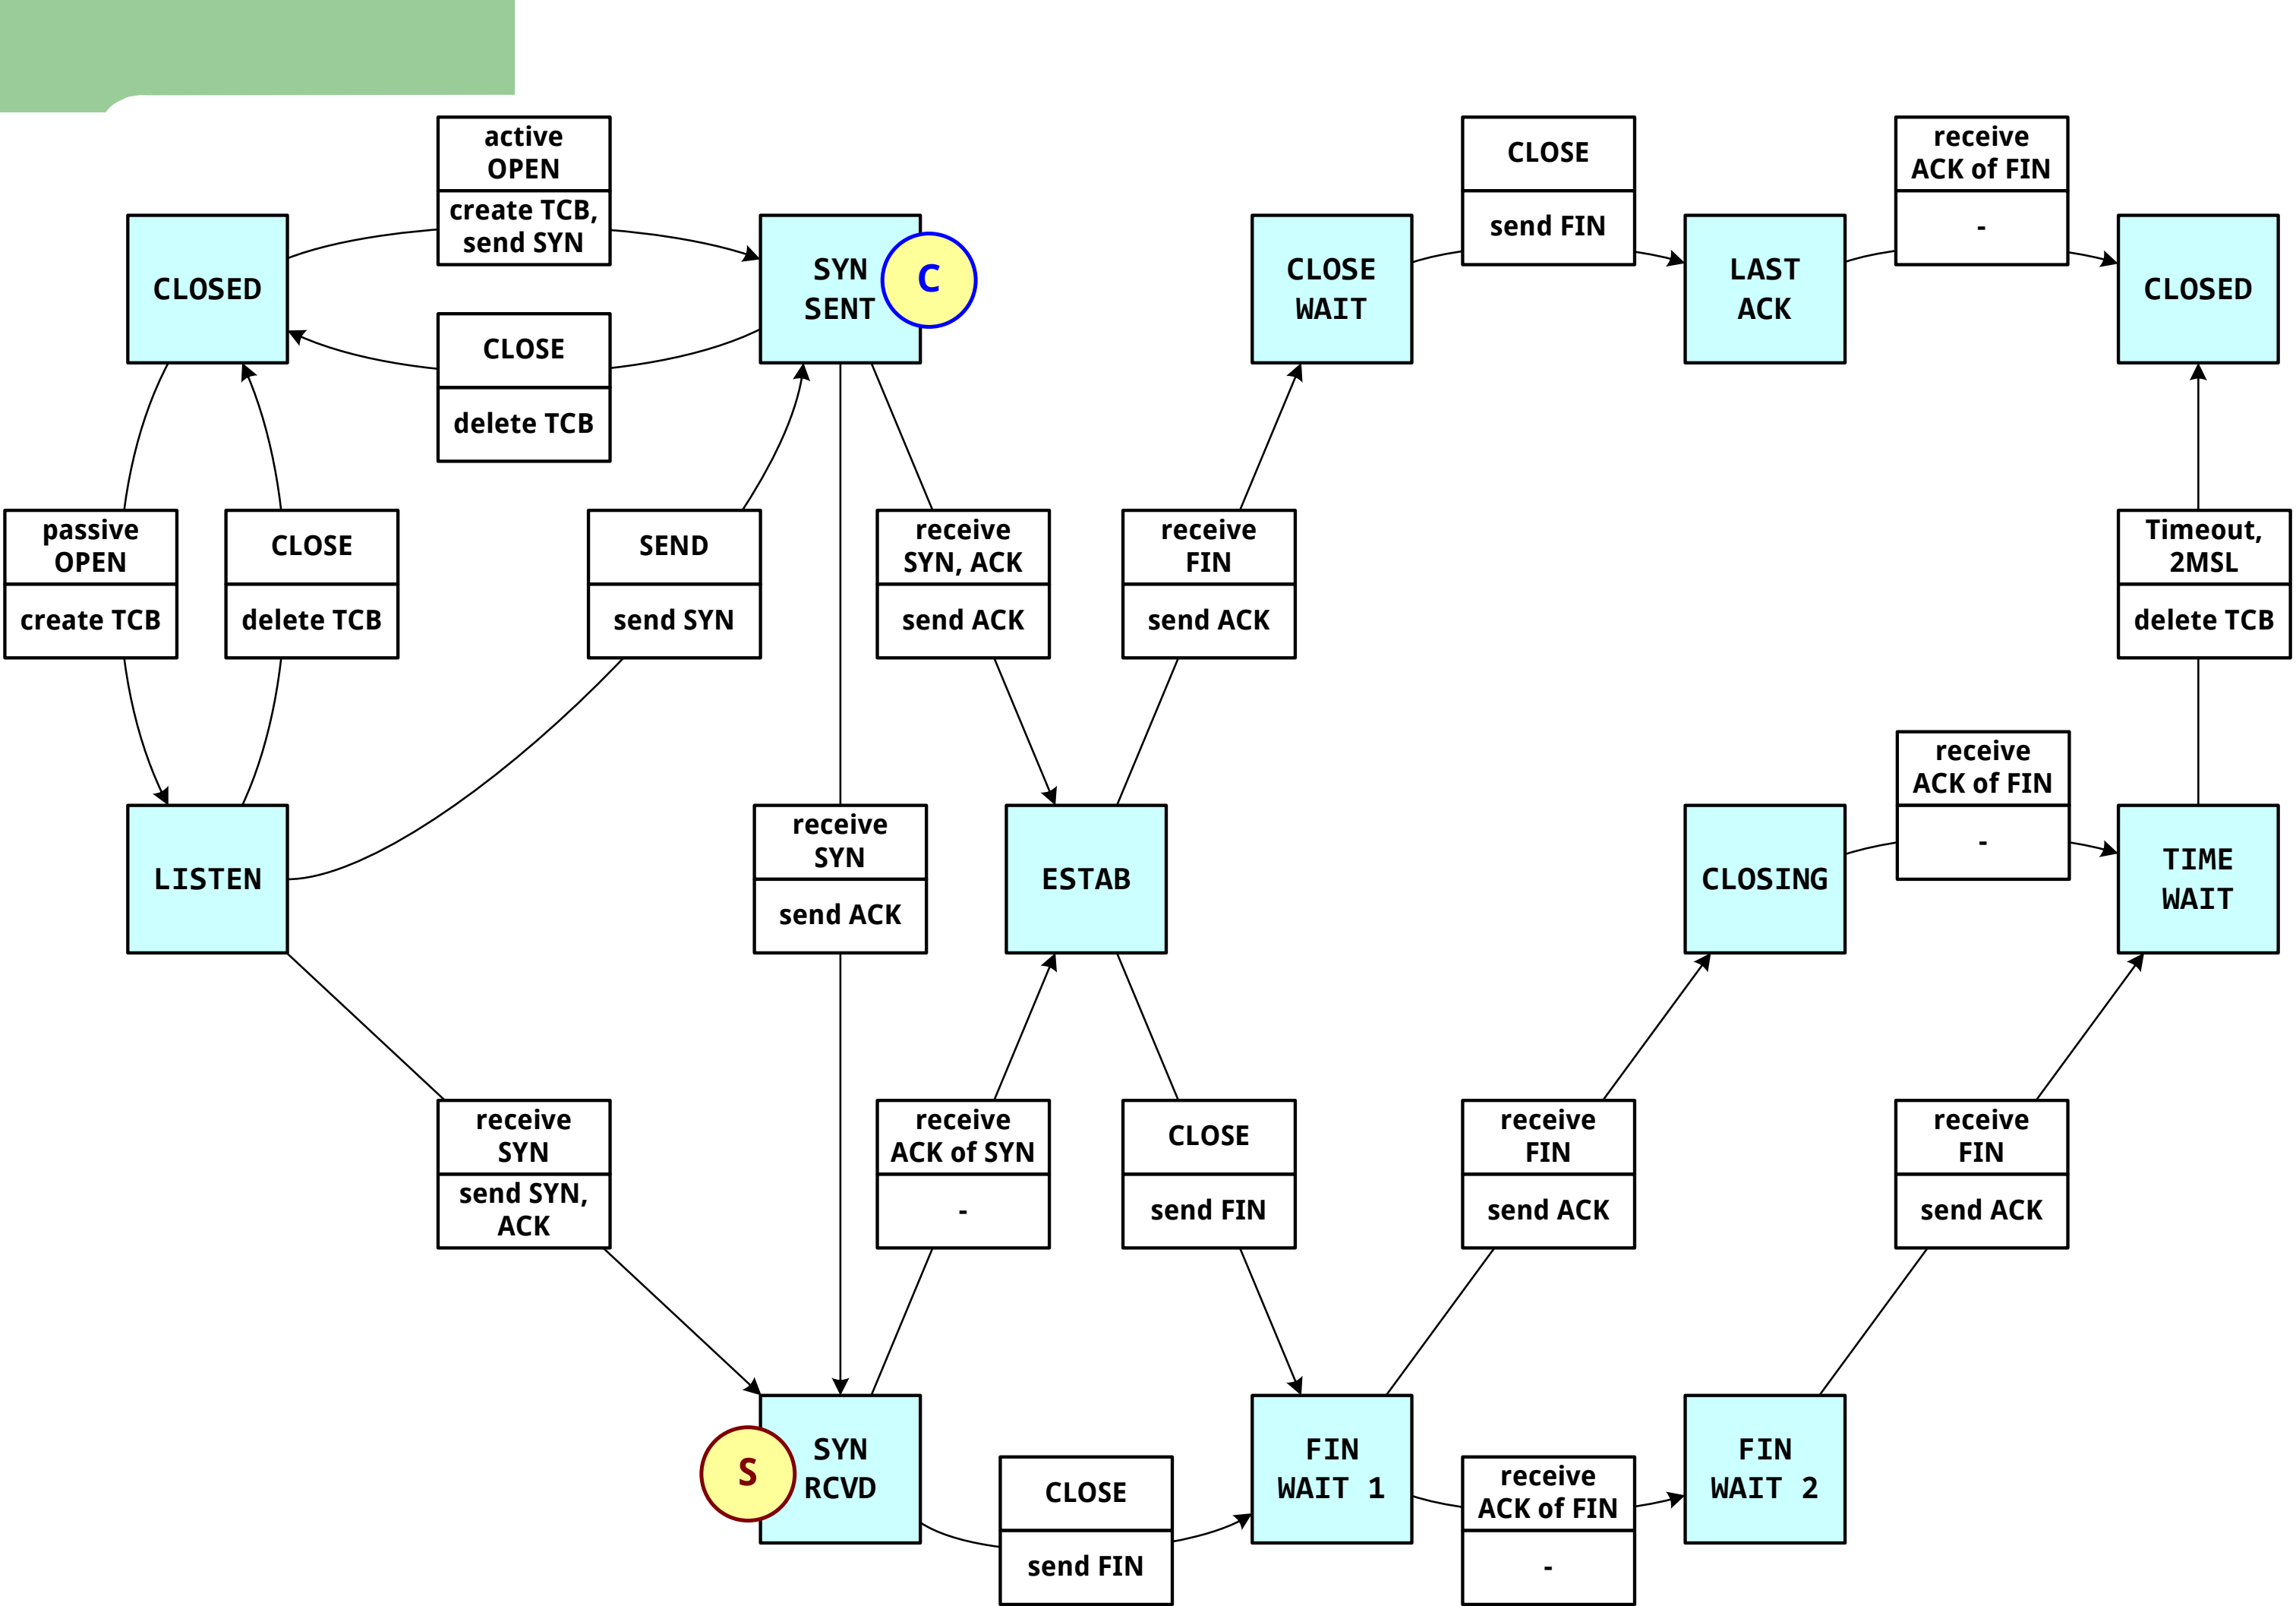 active
OPEN
create TCB,
send SYN
CLOSE
send FIN
receive
ACK of FIN
-
CLOSED
SYN
SENT
C
CLOSE
WAIT
LAST
ACK
CLOSED
CLOSE
delete TCB
passive
OPEN
create TCB
CLOSE
delete TCB
SEND
send SYN
receive
SYN, ACK
send ACK
receive
FIN
send ACK
Timeout,
2MSL
delete TCB
receive
ACK of FIN
-
LISTEN
receive
SYN
send ACK
ESTAB
CLOSING
TIME
WAIT
receive
SYN
send SYN,
ACK
receive
ACK of SYN
-
CLOSE
send FIN
receive
FIN
send ACK
receive
FIN
send ACK
S
SYN
RCVD
CLOSE
send FIN
FIN
WAIT 1
receive
ACK of FIN
-
FIN
WAIT 2